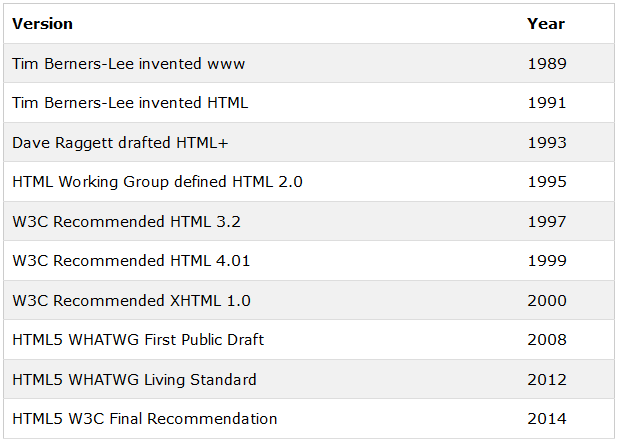 Version Year
Tim Berners-Lee invented www 1989
Tim Berners-Lee invented HTML 1991
Dave Raggett drafted HTML+ 1993
HTML Working Group defined HTML 2.0 1995
W3C Recommended HTML 3.2 1997
W3C Recommended HTML 4.01 1999
W3C Recommended XHTML 1.0 2000
HTML5 WHATWG First Public Draft 2008
HTML5 WHATWG Living Standard 2012
HTML5 W3C Final Recommendation 2014